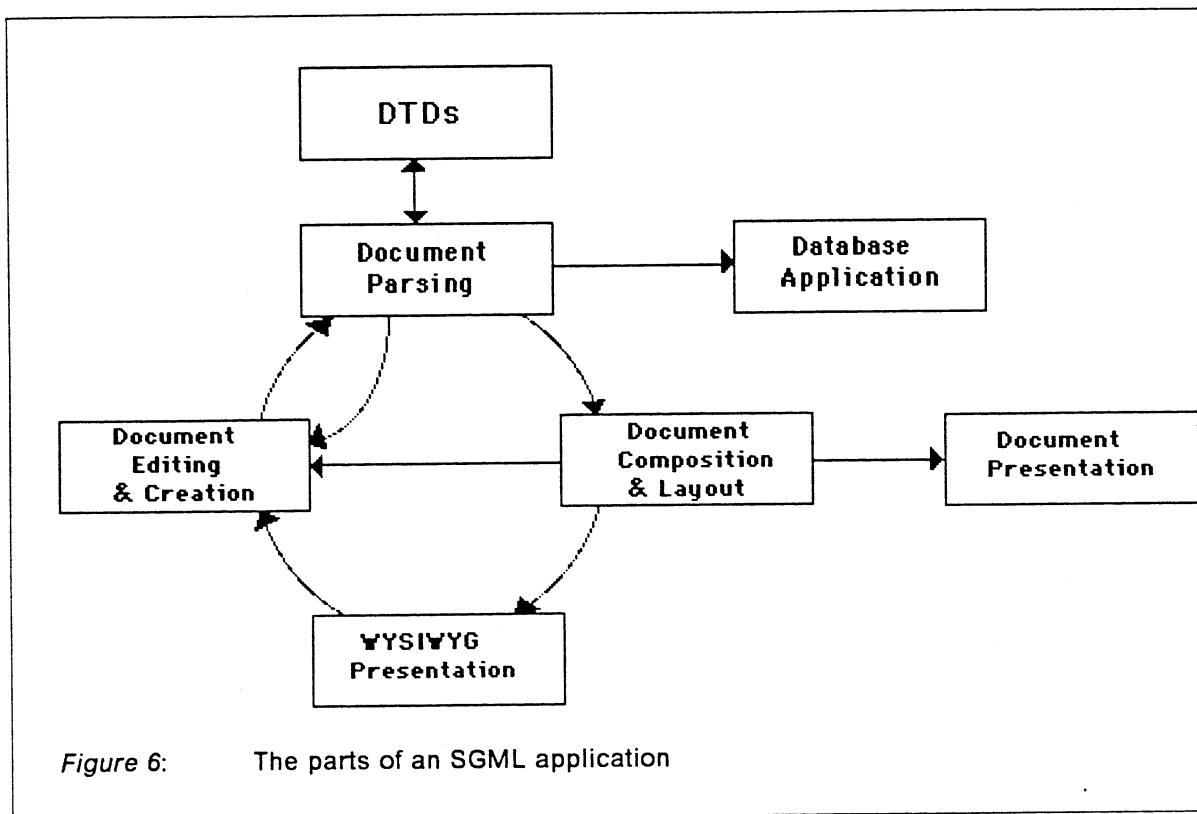 DTDs
Document
Parsing
Database
Application
Document
Editing
& Creation
Document
Composition
& Layout
Document
Presentation
WYSIWYG
Presentation
Figure 6: The parts of an SGML application